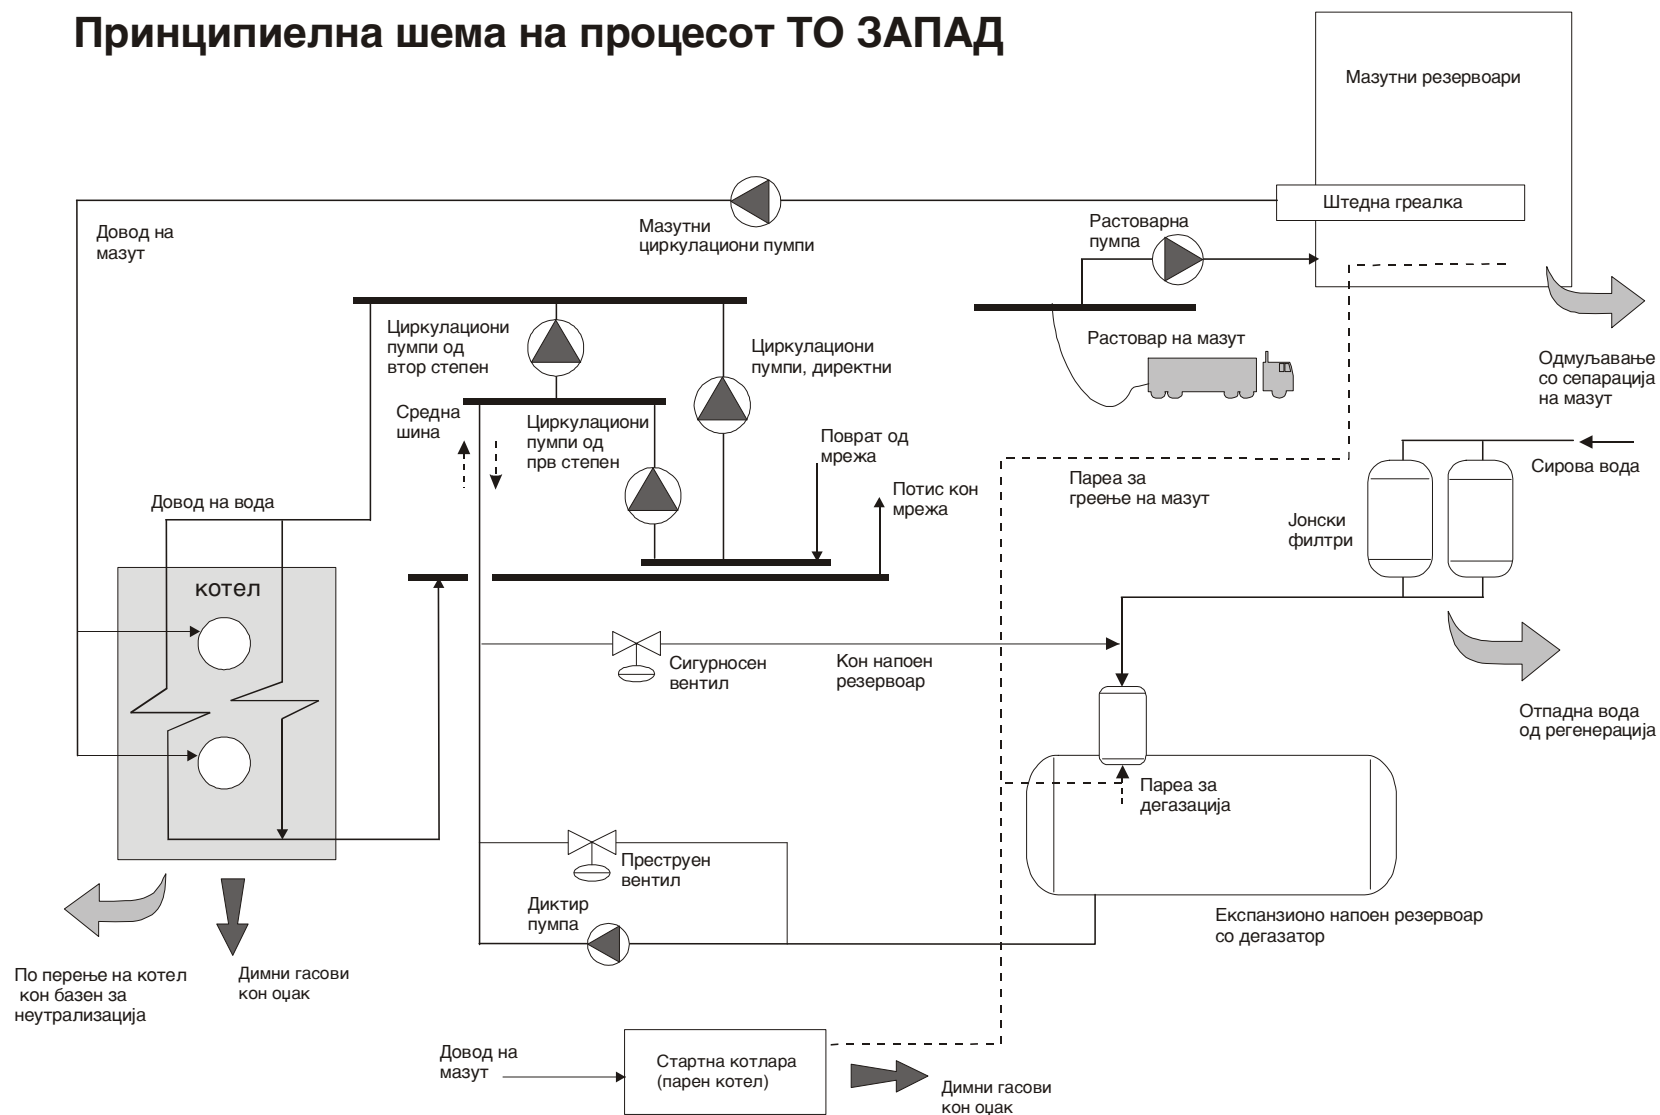 Принципиелна шема на процесот ТО ЗАПАД
Мазутни резервоари
Штедна греалка
Довод на
мазут
Мазутни
циркулациони пумпи
Растоварна
пумпа
Растовар на мазут
Одмуљавање
со сепарација
на мазут
Циркулациони
пумпи од
втор степен
Циркулациони
пумпи, директни
Средна
шина
Циркулациони
пумпи од
прв степен
Поврат од
мрежа
Потис кон
мрежа
Пареа за
греење на мазут
Сирова вода
Јонски
филтри
Довод на вода
котел
Сигурносен
вентил
Кон напоен
резервоар
Отпадна вода
од регенерација
Пареа за
дегазација
Преструен
вентил
Диктир
пумпа
Експанзионо напоен резервоар
со дегазатор
По перење на котел
кон базен за
неутрализација
Димни гасови
кон оџак
Довод на
мазут
Стартна котлара
(парен котел)
Димни гасови
кон оџак